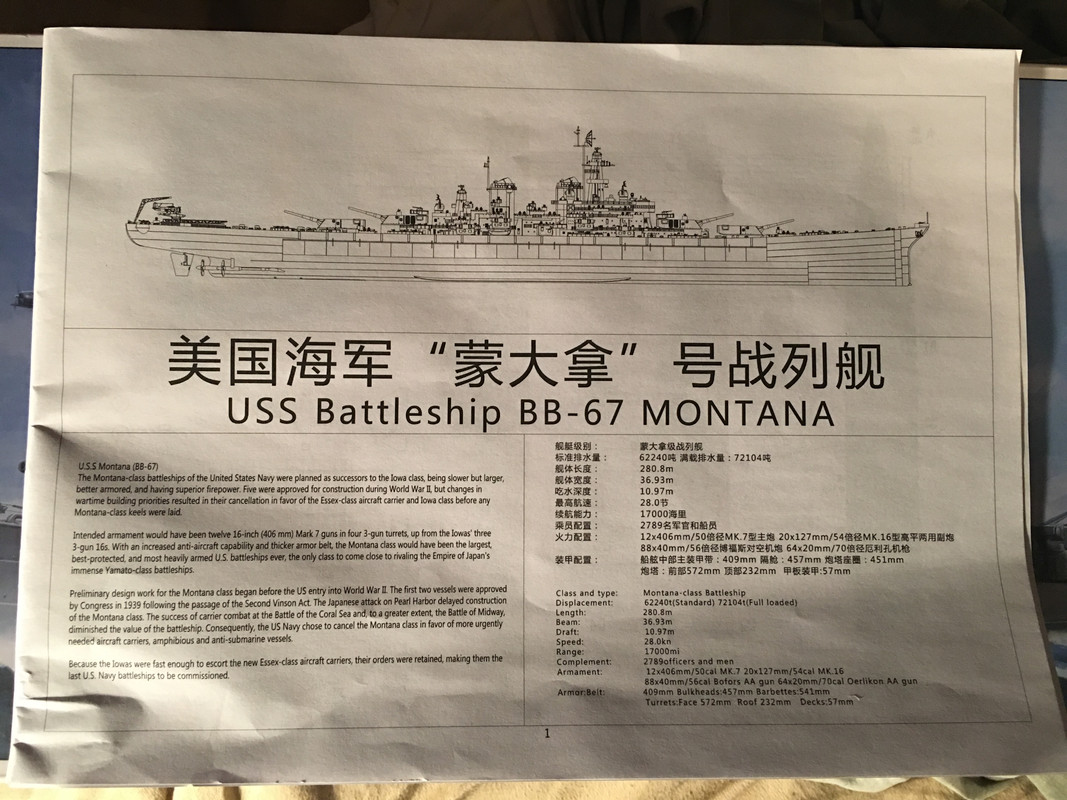 美国海军“蒙大拿”号战列舰
USS Battleship BB-67 MONTANA
U.S.S Montana (BB-67)
The Montana-class battleships of the United States Navy were planned as successors to the Iowa class, being slower but larger,
better armored, and having superior firepower. Five were approved for construction during World War II, but changes in
wartime building priorities resulted in their cancellation in favor of the Essex-class aircraft carrier and Iowa class before any
Montana-class keels were laid.
Intended armament would have been twelve 16-inch (406 mm) Mark 7 guns in four 3-gun turrets, up from the Iowas' three
3-gun 16s. With an increased anti-aircraft capability and thicker armor belt, the Montana class would have been the largest,
best-protected, and most heavily armed U.S. battleships ever, the only class to come close to rivaling the Empire of Japan's
immense Yamato-class battleships.
Preliminary design work for the Montana class began before the US entry into World War II. The first two vessels were approved
by Congress in 1939 following the passage of the Second Vinson Act. The Japanese attack on Pearl Harbor delayed construction
of the Montana class. The success of carrier combat at the Battle of the Coral Sea and, to a greater extent, the Battle of Midway,
diminished the value of the battleship. Consequently, the US Navy chose to cancel the Montana class in favor of more urgently
needed aircraft carriers, amphibious and anti-submarine vessels.
Because the Iowas were fast enough to escort the new Essex-class aircraft carriers, their orders were retained, making them the
last U.S. Navy battleships to be commissioned.
舰艇级别： 蒙大拿级战列舰
标准排水量： 62240吨 满载排水量：72104吨
舰体长度： 280.8m
舰体宽度： 36.93m
吃水深度： 10.97m
最高航速： 28.0节
续航能力： 17000海里
乘员配置： 2789名军官和船员
火力配置： 12x406mm/50倍径MK.7型主炮 20x127mm/54倍径MK.16型高平两用副炮
88x40mm/56倍径博福斯对空机炮 64x20mm/70倍径厄利孔机枪
装甲配置： 船舷中部主装甲带：409mm 隔舱：457mm 炮塔座圈：451mm
炮塔：前部572mm 顶部232mm 甲板装甲:57mm
Class and type: Montana-class Battleship
Displacement: 62240t(Standard) 72104t(Full loaded)
Length: 280.8m
Beam: 36.93m
Draft: 10.97m
Speed: 28.0kn
Range: 17000mi
Complement: 2789officers and men
Armament: 12x406mm/50cal MK.7 20x127mm/54cal MK.16
88x40mm/56cal Bofors AA gun 64x20mm/70cal Oerlikon AA gun
Armor:Belt: 409mm Bulkheads:457mm Barbettes:541mm
Turrets:Face 572mm Roof 232mm Decks:57mm
1